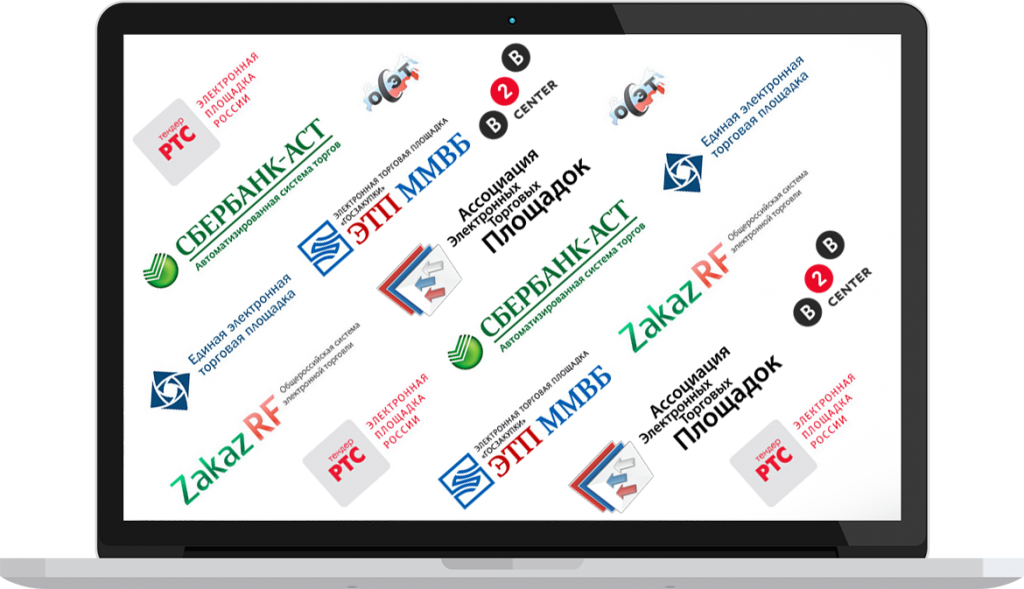 тендер
РТС
ЭЛЕКТРОННАЯ
ПЛОЩАДКА
РОССИИ
ОЭТ
B
2
B
CENTER
ОЭТ
Единая электронная
торговая площадка
СБЕРБАНК-АСТ
Автоматизированная система торгов
ЭЛЕКТРОННАЯ ТОРГОВАЯ ПЛОЩАДКА
«ГОСЗАКУПКИ»
ЭТП ММВБ
Ассоциация
Электронных
Торговых
Площадок
Единая электронная
торговая площадка
СБЕРБАНК-АСТ
Автоматизированная система торгов
Zakaz RF
Общероссийская система
электронной торговли
B
2
B
CENTER
Zakaz RF
Общероссийская система
электронной торговли
тендер
РТС
ЭЛЕКТРОННАЯ
ПЛОЩАДКА
РОССИИ
ЭЛЕКТРОННАЯ ТОРГОВАЯ ПЛОЩАДКА
«ГОСЗАКУПКИ»
ЭТП ММВБ
Ассоциация
Электронных
Торговых
Площадок
тендер
РТС
ЭЛЕКТРОННАЯ
ПЛОЩАДКА
РОССИИ